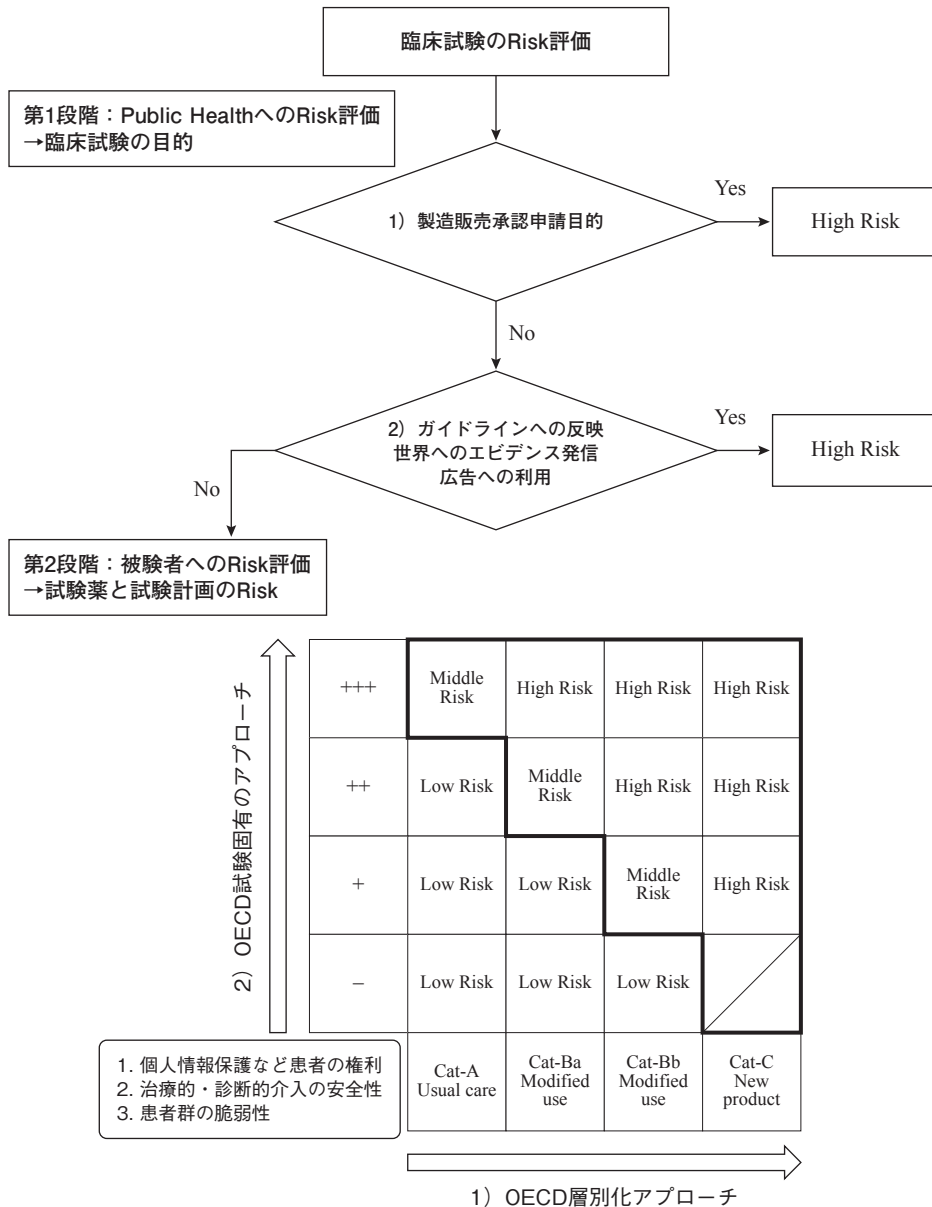 臨床試験のRisk評価
第1段階：Public HealthへのRisk評価
→臨床試験の目的
1）製造販売承認申請目的
Yes
High Risk
No
2）ガイドラインへの反映
世界へのエビデンス発信
広告への利用
Yes
High Risk
No
第2段階：被験者へのRisk評価
→試験薬と試験計画のRisk
2）OECD試験固有のアプローチ
+++
Middle
Risk
High Risk
High Risk
High Risk
++
Low Risk
Middle
Risk
High Risk
High Risk
+
Low Risk
Low Risk
Middle
Risk
High Risk
−
Low Risk
Low Risk
Low Risk
1. 個人情報保護など患者の権利
2. 治療的・診断的介入の安全性
3. 患者群の脆弱性
Cat-A
Usual care
Cat-Ba
Modified
use
Cat-Bb
Modified
use
Cat-C
New
product
1）OECD層別化アプローチ